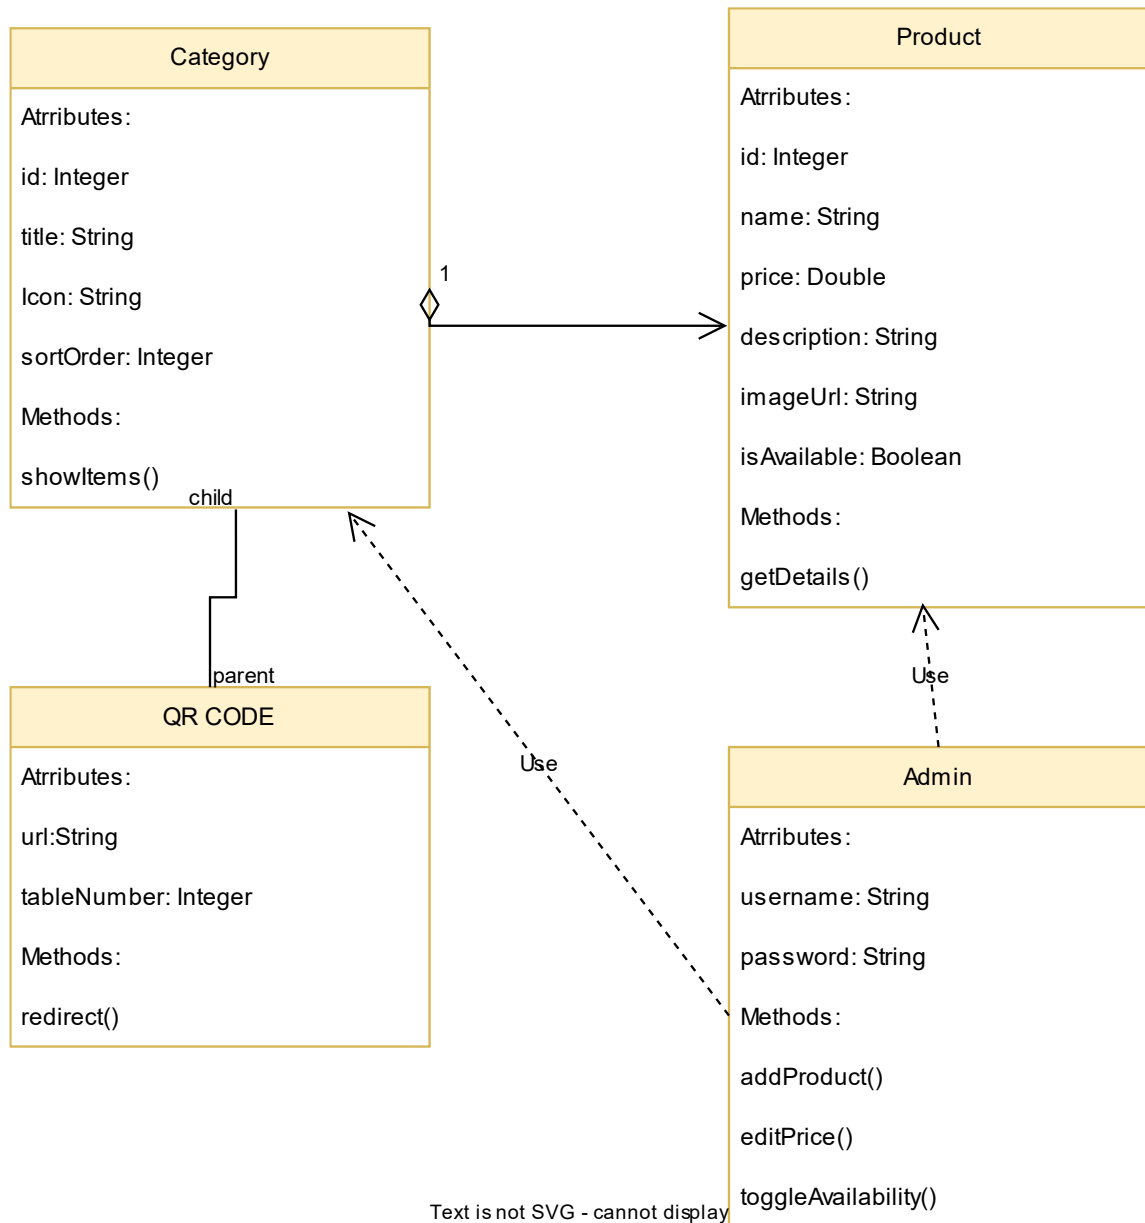 Category
Atrributes:
id: Integer
title: String
Icon: String
sortOrder: Integer
Methods:
showItems()
child
1
Product
Atrributes:
id: Integer
name: String
price: Double
description: String
imageUrl: String
isAvailable: Boolean
Methods:
getDetails()
parent
QR CODE
Atrributes:
url:String
tableNumber: Integer
Methods:
redirect()
Use
Use
Admin
Atrributes:
username: String
password: String
Methods:
addProduct()
editPrice()
toggleAvailability()
Text is not SVG - cannot display